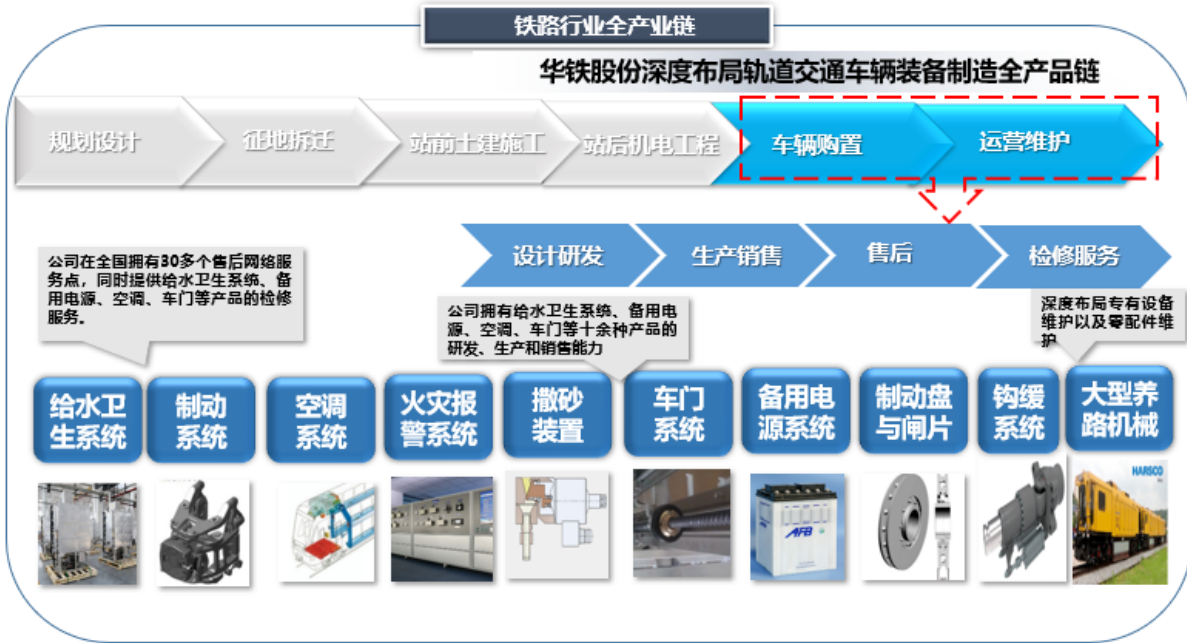 铁路行业全产业链
华铁股份深度布局轨道交通车辆装备制造全产品链
规划设计
征地拆迁
站前土建施工
站后机电工程
车辆购置
运营维护
设计研发
生产销售
售后
检修服务
公司在全国拥有30多个售后网络服
务点，同时提供给水卫生系统、备
用电源、空调、车门等产品的检修
服务。
公司拥有给水卫生系统、备用电
源、空调、车门等十余种产品的
研发、生产和销售能力
深度布局专有设备
维护以及零配件维
护
给水卫
生系统
制动
系统
空调
系统
火灾报
警系统
撒砂
装置
车门
系统
备用电
源系统
制动盘
与闸片
钩缓
系统
大型养
路机械
AFB
HARSCO